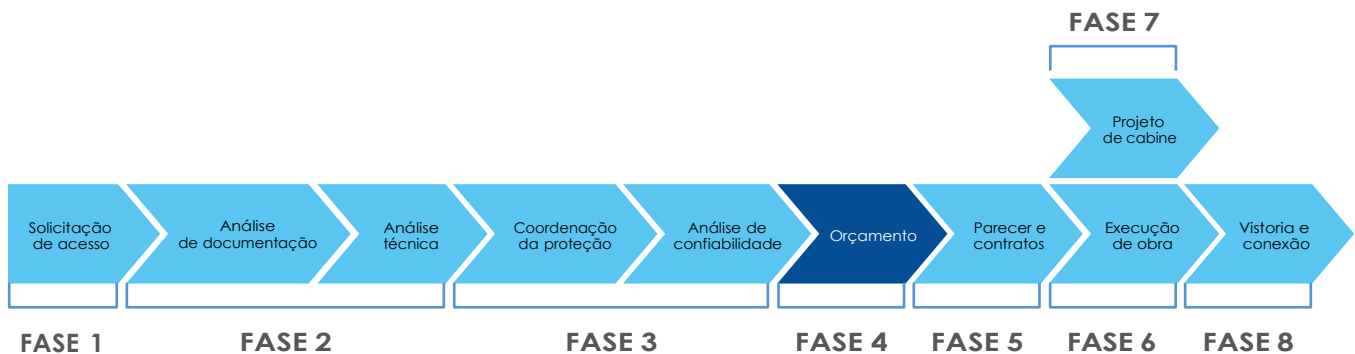 FASE 7
Projeto
de cabine
Solicitação
de acesso
Análise
de documentação
Análise
técnica
Coordenação
da proteção
Análise de
confiabilidade
Orçamento
Parecer e
contratos
Execução
de obra
Vistoria e
conexão
FASE 1
FASE 2
FASE 3
FASE 4
FASE 5
FASE 6
FASE 8